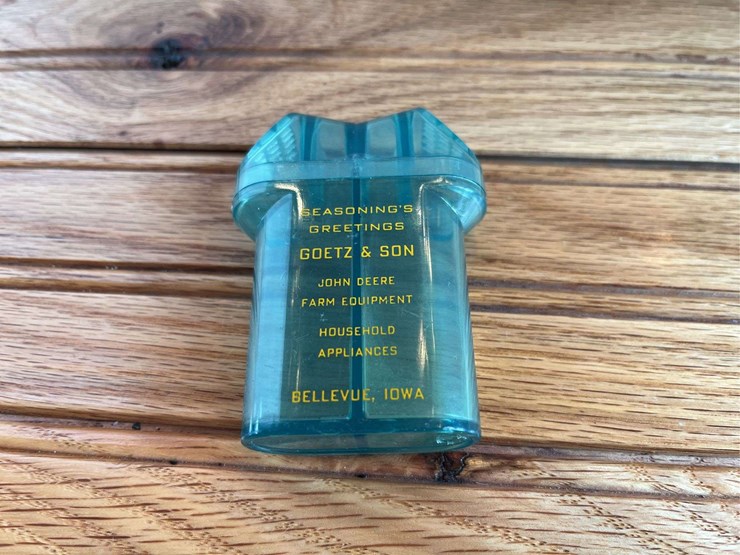 SEASONING'S
GREETINGS
GOETZ & SON
JOHN DEERE
FARM EQUIPMENT
HOUSEHOLD
APPLIANCES
BELLEVUE, IOWA